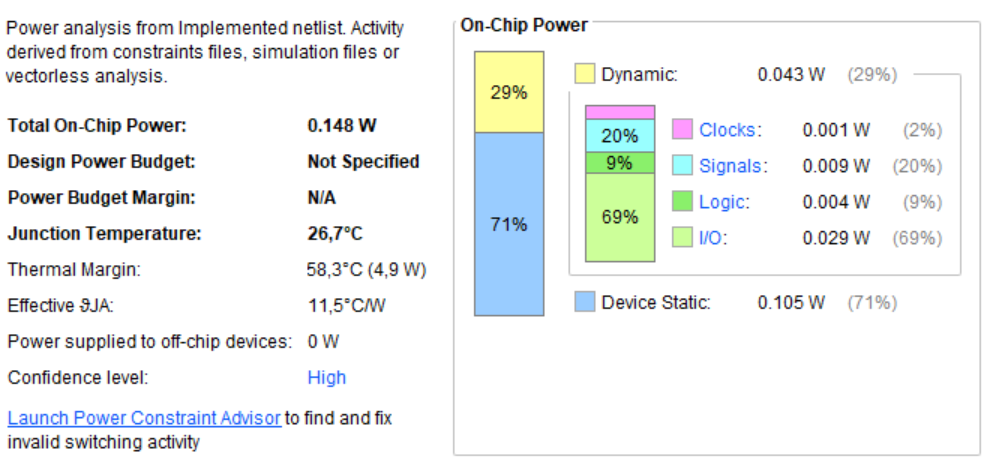 Power analysis from Implemented netlist. Activity
derived from constraints files, simulation files or
vectorless analysis.
Total On-Chip Power: 0.148 W
Design Power Budget: Not Specified
Power Budget Margin: N/A
Junction Temperature: 26,7°C
Thermal Margin: 58,3°C (4,9 W)
Effective ϑJA: 11,5°C/W
Power supplied to off-chip devices: 0 W
Confidence level: High
Launch Power Constraint Advisor to find and fix
invalid switching activity
On-Chip Power
29%
71%
Dynamic: 0.043 W (29%)
20%
9%
69%
Clocks: 0.001 W (2%)
Signals: 0.009 W (20%)
Logic: 0.004 W (9%)
I/O: 0.029 W (69%)
Device Static: 0.105 W (71%)